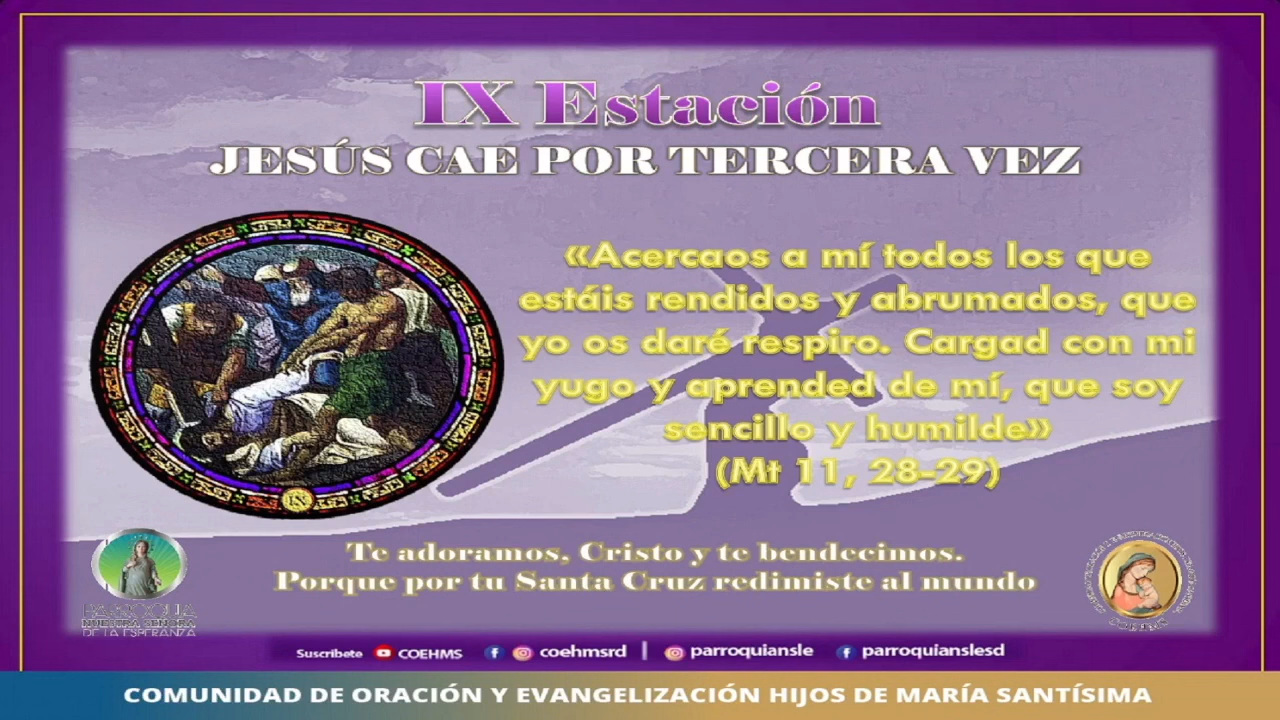 IX Estación
JESÚS CAE POR TERCERA VEZ
«Acercaos a mí todos los que
estáis rendidos y abrumados, que
yo os daré respiro. Cargad con mi
yugo y aprended de mí, que soy
sencillo y humilde»
(Mt 11, 28-29)
IX
Te adoramos, Cristo y te bendecimos.
Porque por tu Santa Cruz redimiste al mundo
PARROQUIA
NUESTRA SEÑORA
DE LA ESPERANZA
COEHMS
Suscribete COEHMS coehmsrd | parroquiansle parroquianslesd
COMUNIDAD DE ORACIÓN Y EVANGELIZACIÓN HIJOS DE MARÍA SANTÍSIMA